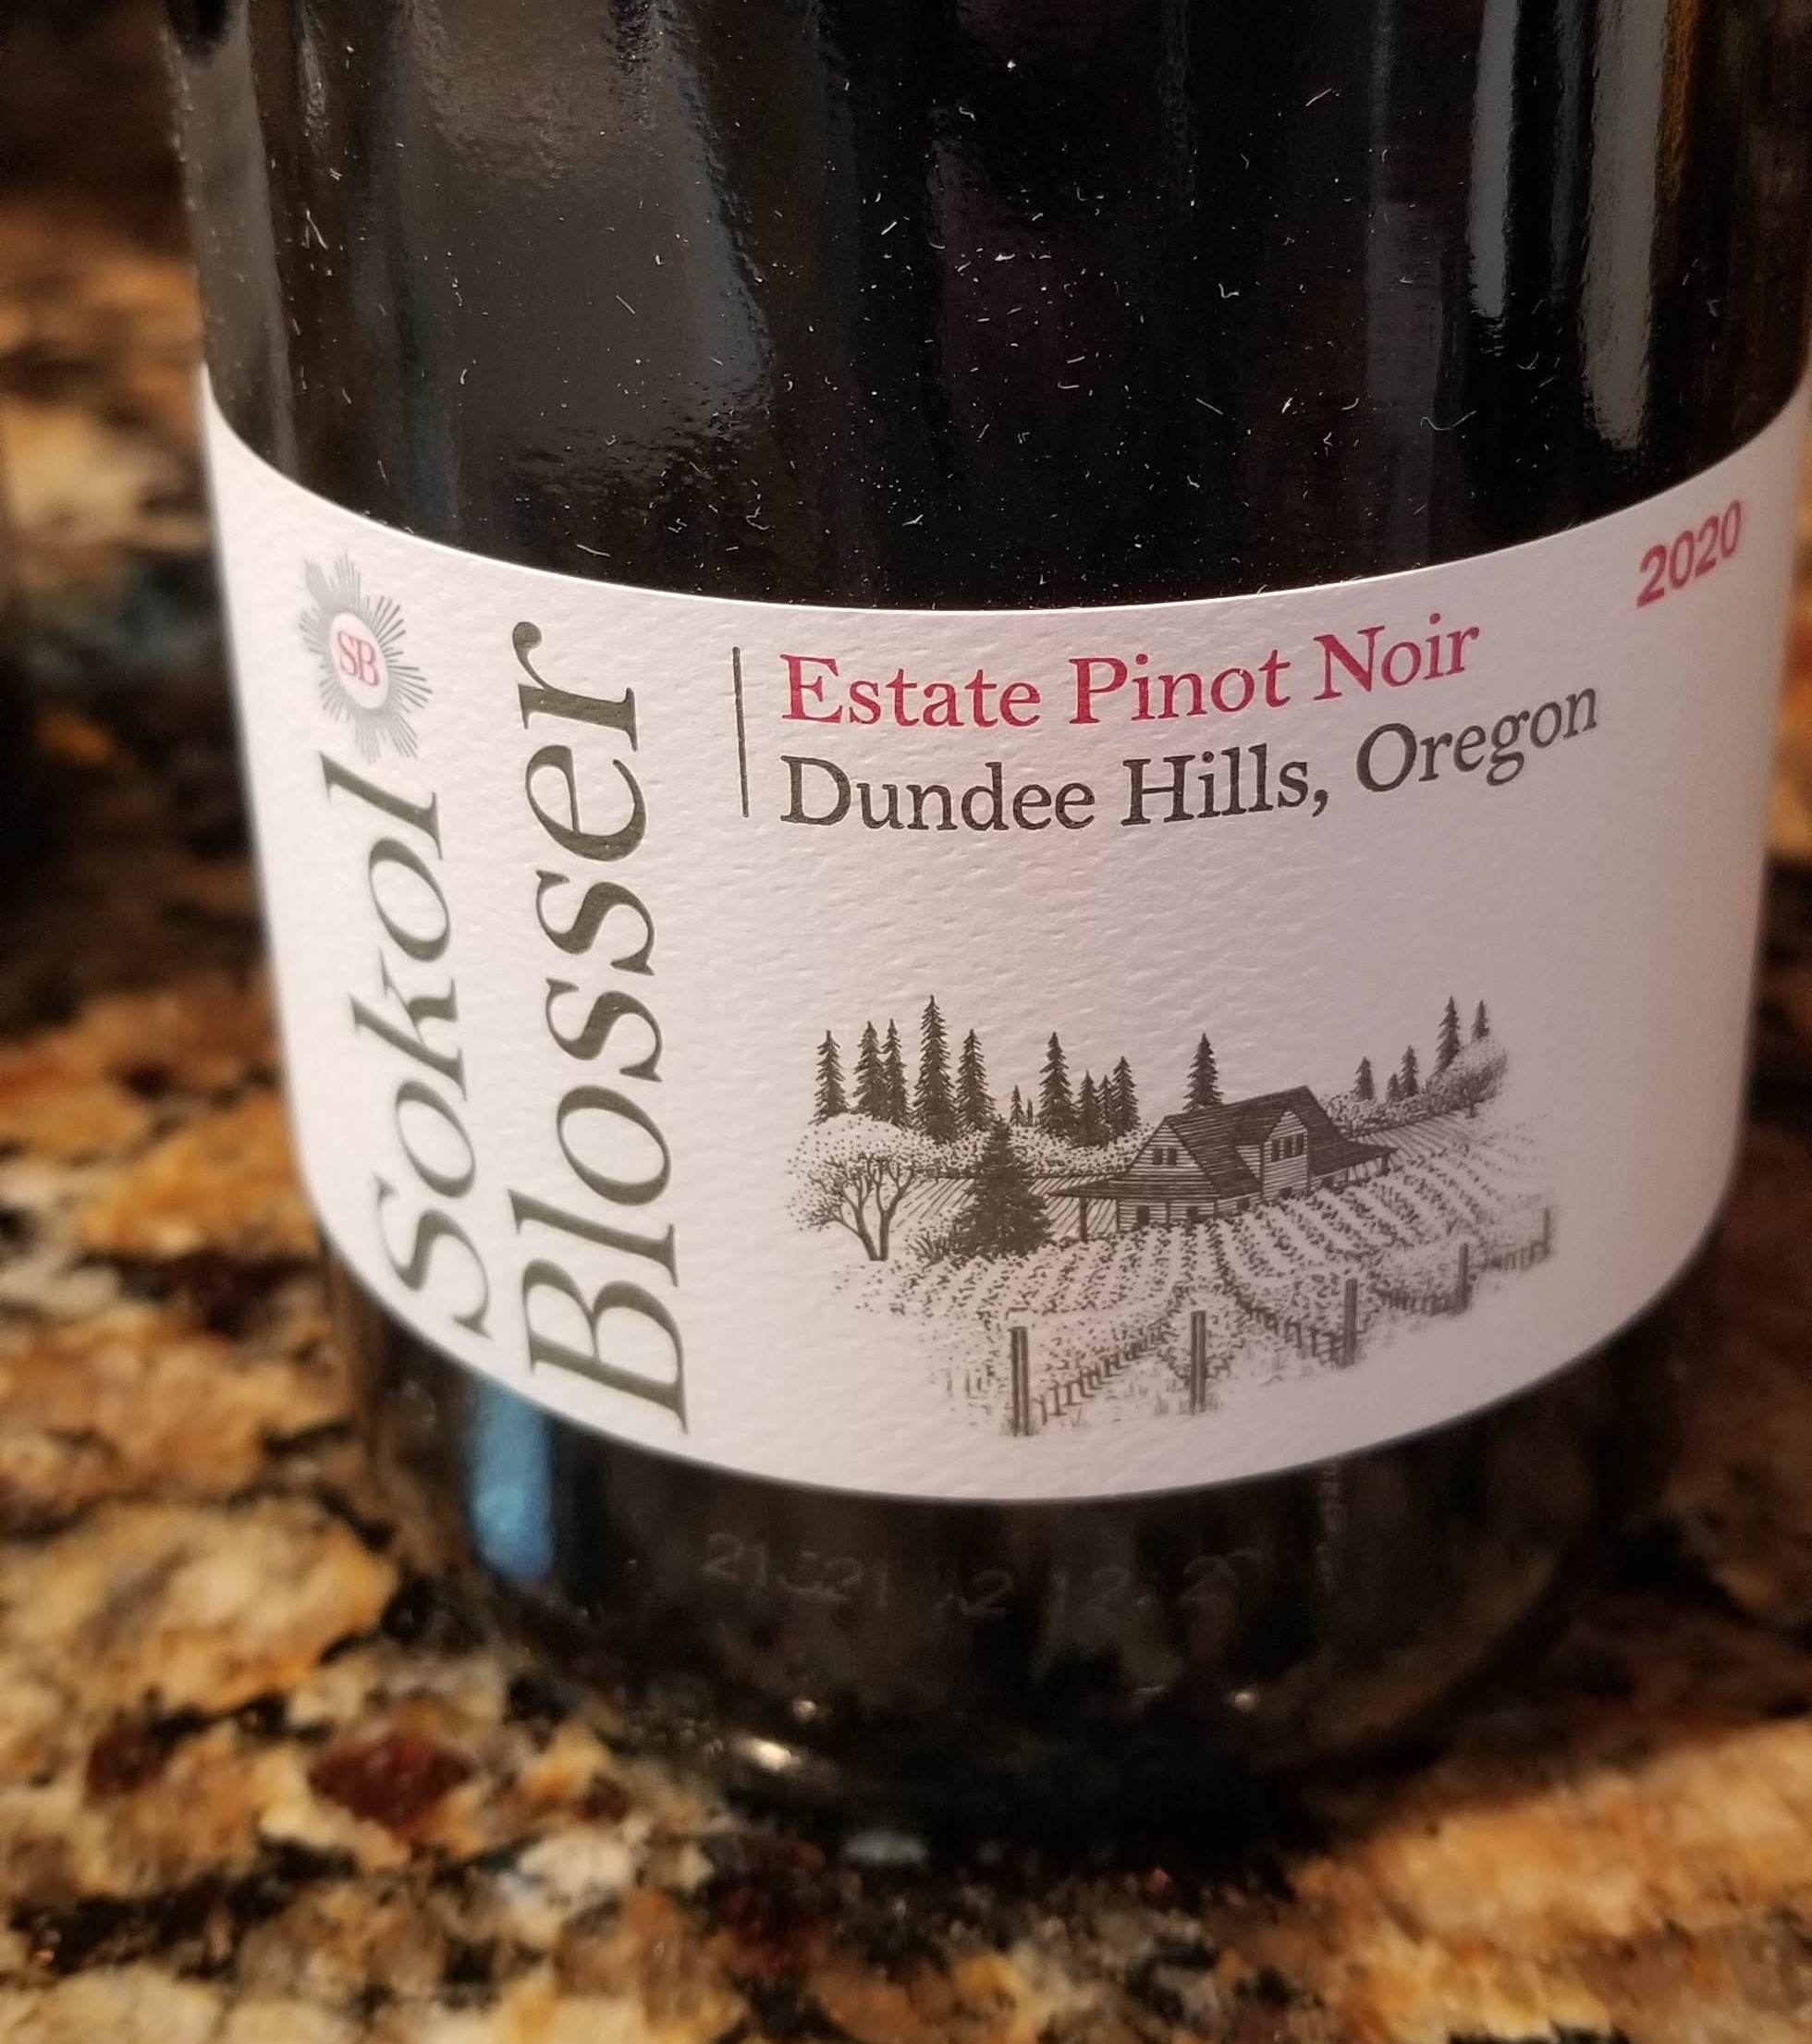 SB
Sokol
Blosser
Estate Pinot Noir
Dundee Hills, Oregon
2020